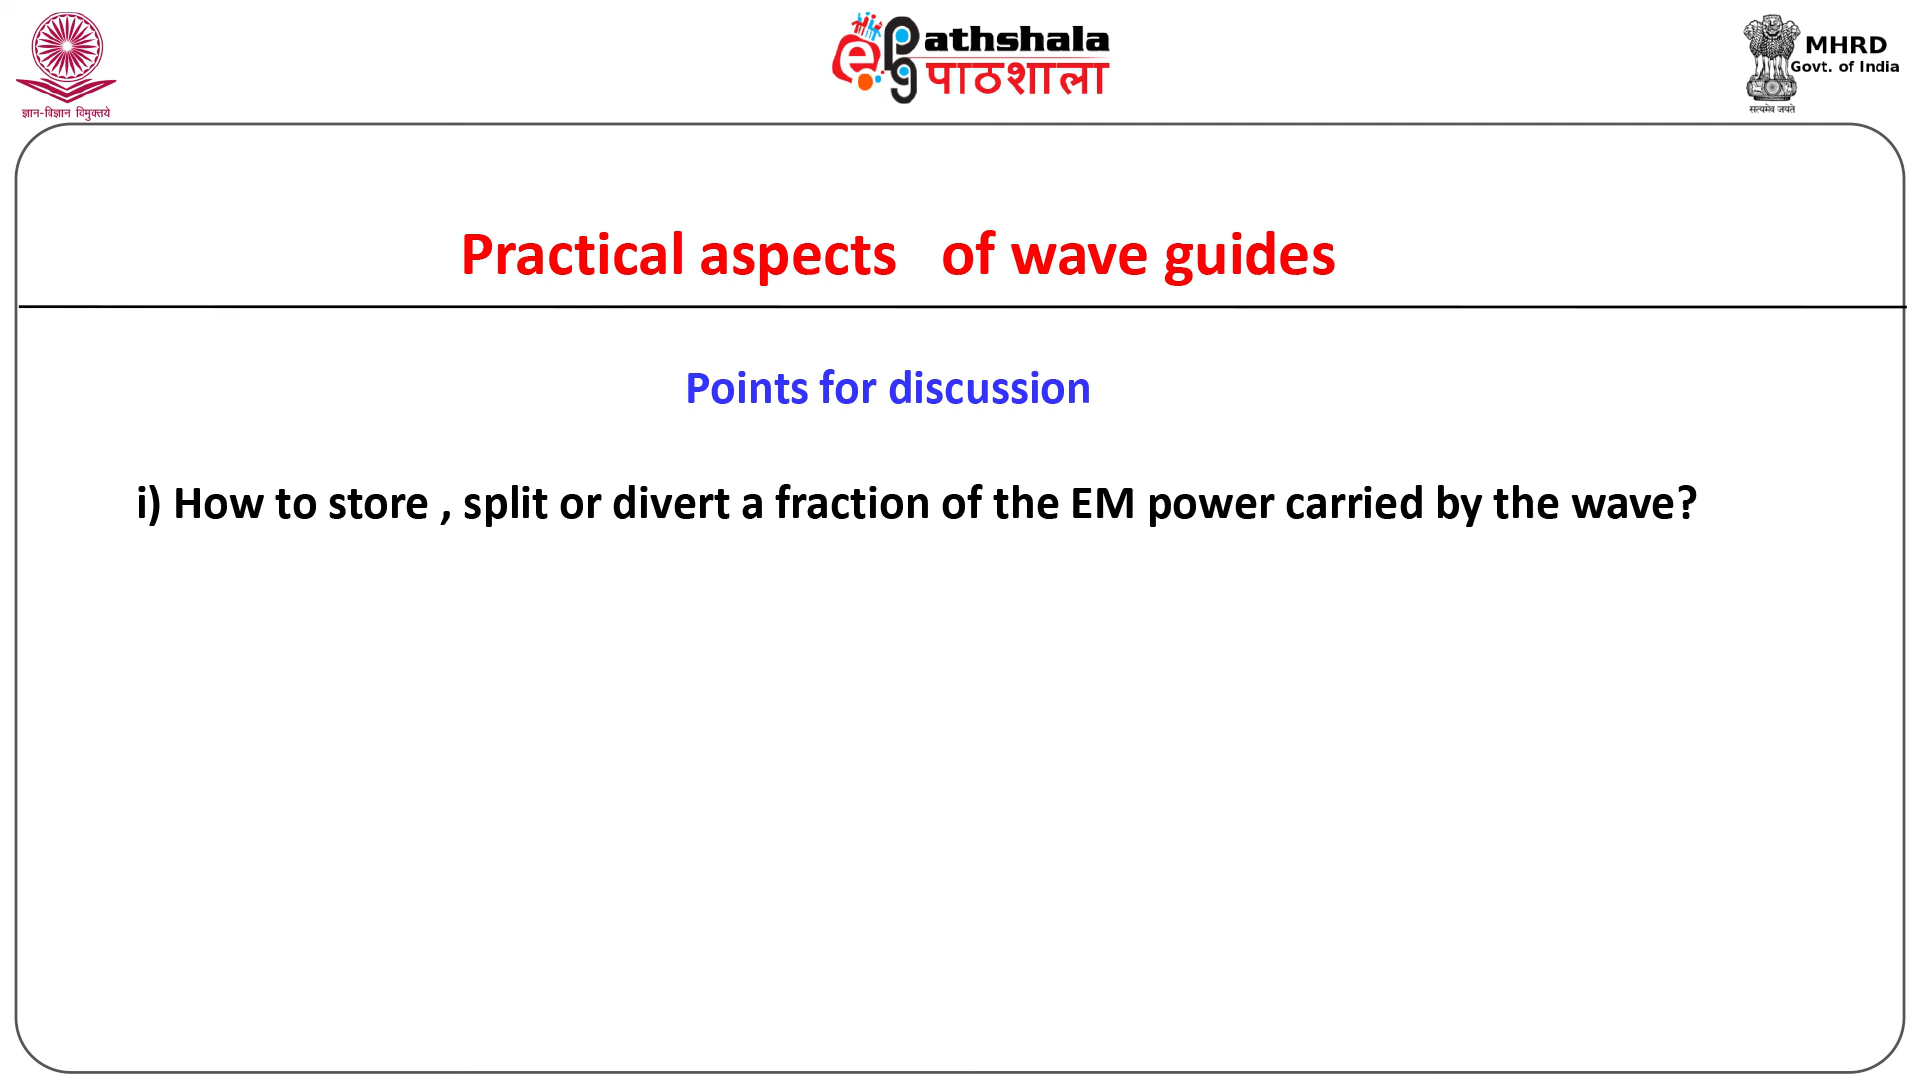 ज्ञान-विज्ञान विमुक्तये
ePg athshala
पाठशाला
MHRD
Govt. of India
सत्यमेव जयते
Practical aspects of wave guides
Points for discussion
i) How to store , split or divert a fraction of the EM power carried by the wave?